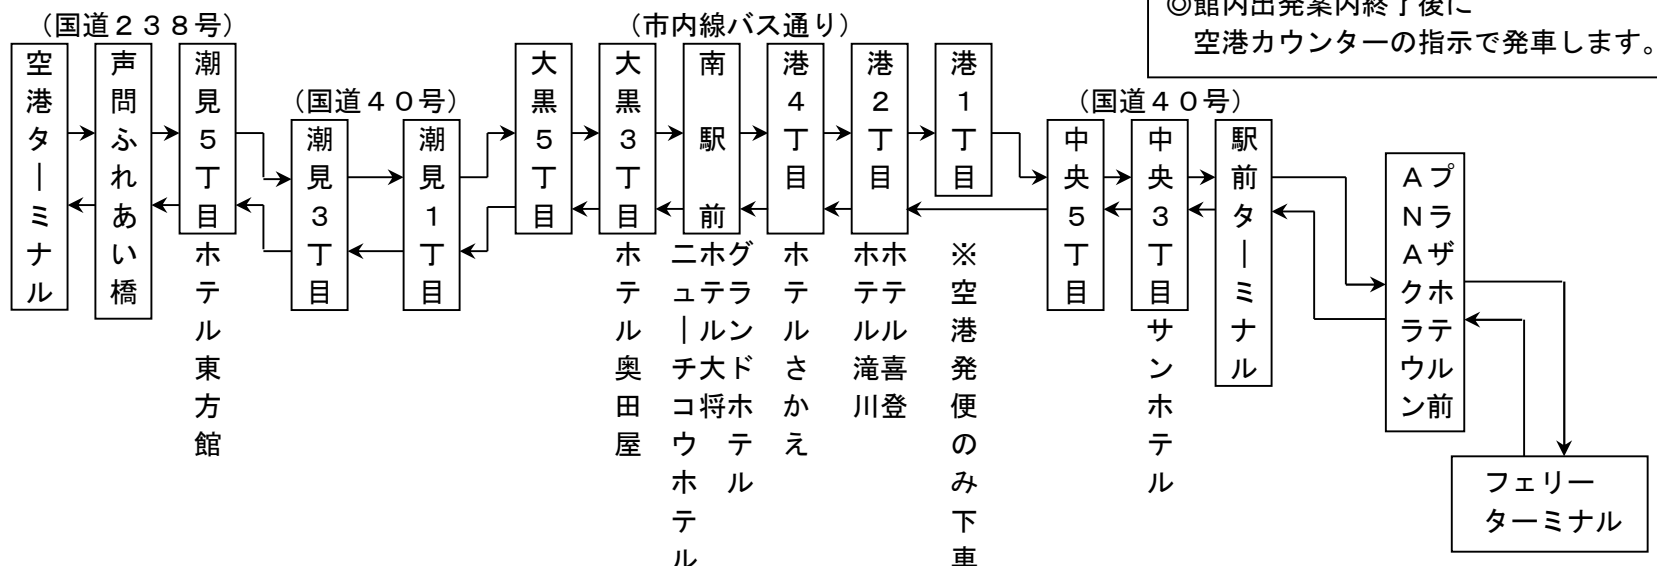 ◎館内出発案内終了後に
空港カウンターの指示で発車します。
（国道２３８号）
（市内線バス通り）
（国道４０号）
（国道４０号）
空港ターミナル
声問ふれあい橋
潮見５丁目
ホテル東方館
潮見３丁目
潮見１丁目
大黒５丁目
大黒３丁目
ホテル奥田屋
南駅前
グランドホテル
ホテル大将
ニューチコウホテル
港４丁目
ホテルさかえ
港２丁目
ホテル喜登
ホテル滝川
港１丁目
※空港発便のみ下車
中央５丁目
中央３丁目
サンホテル
駅前ターミナル
ＡＮＡクラウン
プラザホテル前
フェリー
ターミナル